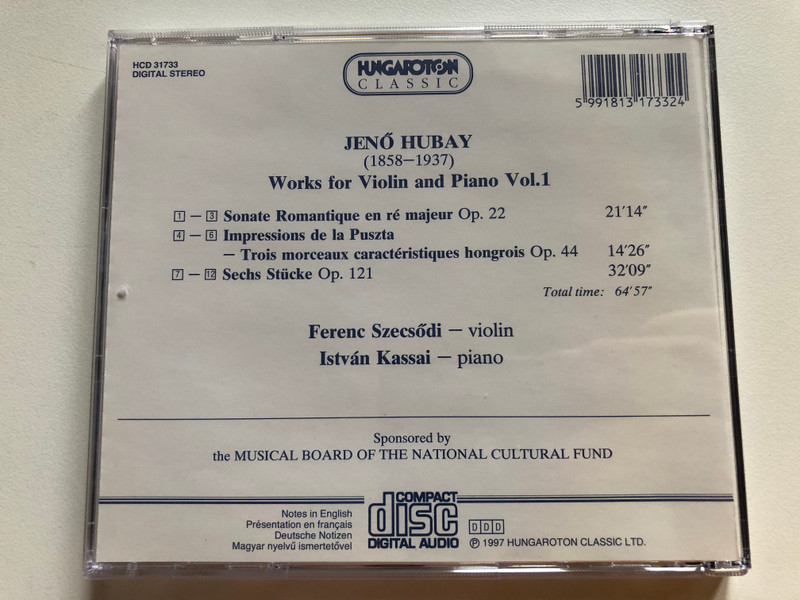 HCD 31733
DIGITAL STEREO
HUNGAROTON
CLASSIC
5 991813 173324
JENŐ HUBAY
(1858–1937)
Works for Violin and Piano Vol.1
1 – 3 Sonate Romantique en ré majeur Op. 22 21'14"
4 – 6 Impressions de la Puszta
– Trois morceaux caractéristiques hongrois Op. 44 14'26"
7 – 12 Sechs Stücke Op. 121 32'09"
Total time: 64'57"
Ferenc Szecsődi – violin
István Kassai – piano
Sponsored by
the MUSICAL BOARD OF THE NATIONAL CULTURAL FUND
Notes in English
Présentation en français
Deutsche Notizen
Magyar nyelvű ismertetővel
COMPACT
disc
DIGITAL AUDIO
DDD
℗ 1997 HUNGAROTON CLASSIC LTD.